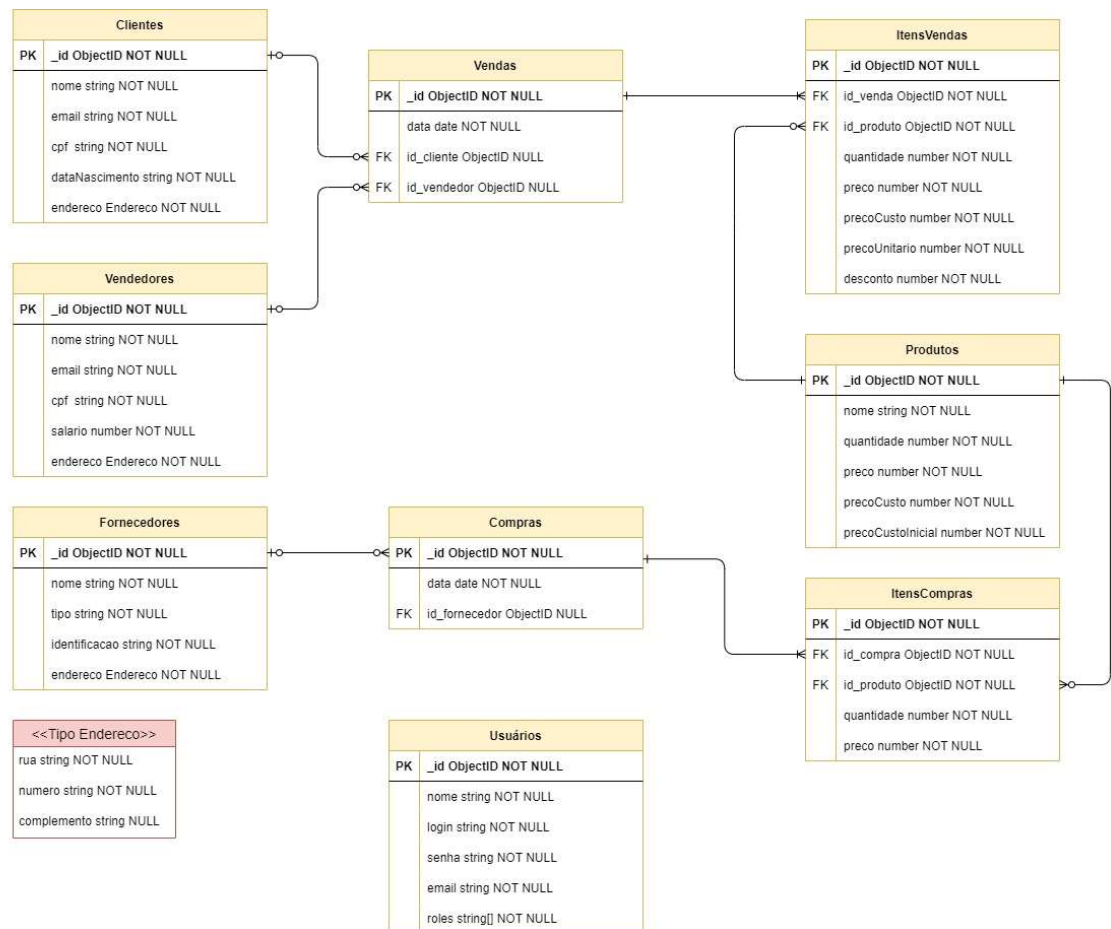 Clientes
PK _id ObjectID NOT NULL
nome string NOT NULL
email string NOT NULL
cpf string NOT NULL
dataNascimento string NOT NULL
endereco Endereco NOT NULL
Vendas
PK _id ObjectID NOT NULL
data date NOT NULL
FK id_cliente ObjectID NULL
FK id_vendedor ObjectID NULL
ItensVendas
PK _id ObjectID NOT NULL
FK id_venda ObjectID NOT NULL
FK id_produto ObjectID NOT NULL
quantidade number NOT NULL
preco number NOT NULL
precoCusto number NOT NULL
precoUnitario number NOT NULL
desconto number NOT NULL
Vendedores
PK _id ObjectID NOT NULL
nome string NOT NULL
email string NOT NULL
cpf string NOT NULL
salario number NOT NULL
endereco Endereco NOT NULL
Produtos
PK _id ObjectID NOT NULL
nome string NOT NULL
quantidade number NOT NULL
preco number NOT NULL
precoCusto number NOT NULL
precoCustoInicial number NOT NULL
Fornecedores
PK _id ObjectID NOT NULL
nome string NOT NULL
tipo string NOT NULL
identificacao string NOT NULL
endereco Endereco NOT NULL
Compras
PK _id ObjectID NOT NULL
data date NOT NULL
FK id_fornecedor ObjectID NULL
ItensCompras
PK _id ObjectID NOT NULL
FK id_compra ObjectID NOT NULL
FK id_produto ObjectID NOT NULL
quantidade number NOT NULL
preco number NOT NULL
<<Tipo Endereco>>
rua string NOT NULL
numero string NOT NULL
complemento string NULL
Usuários
PK _id ObjectID NOT NULL
nome string NOT NULL
login string NOT NULL
senha string NOT NULL
email string NOT NULL
roles string[] NOT NULL